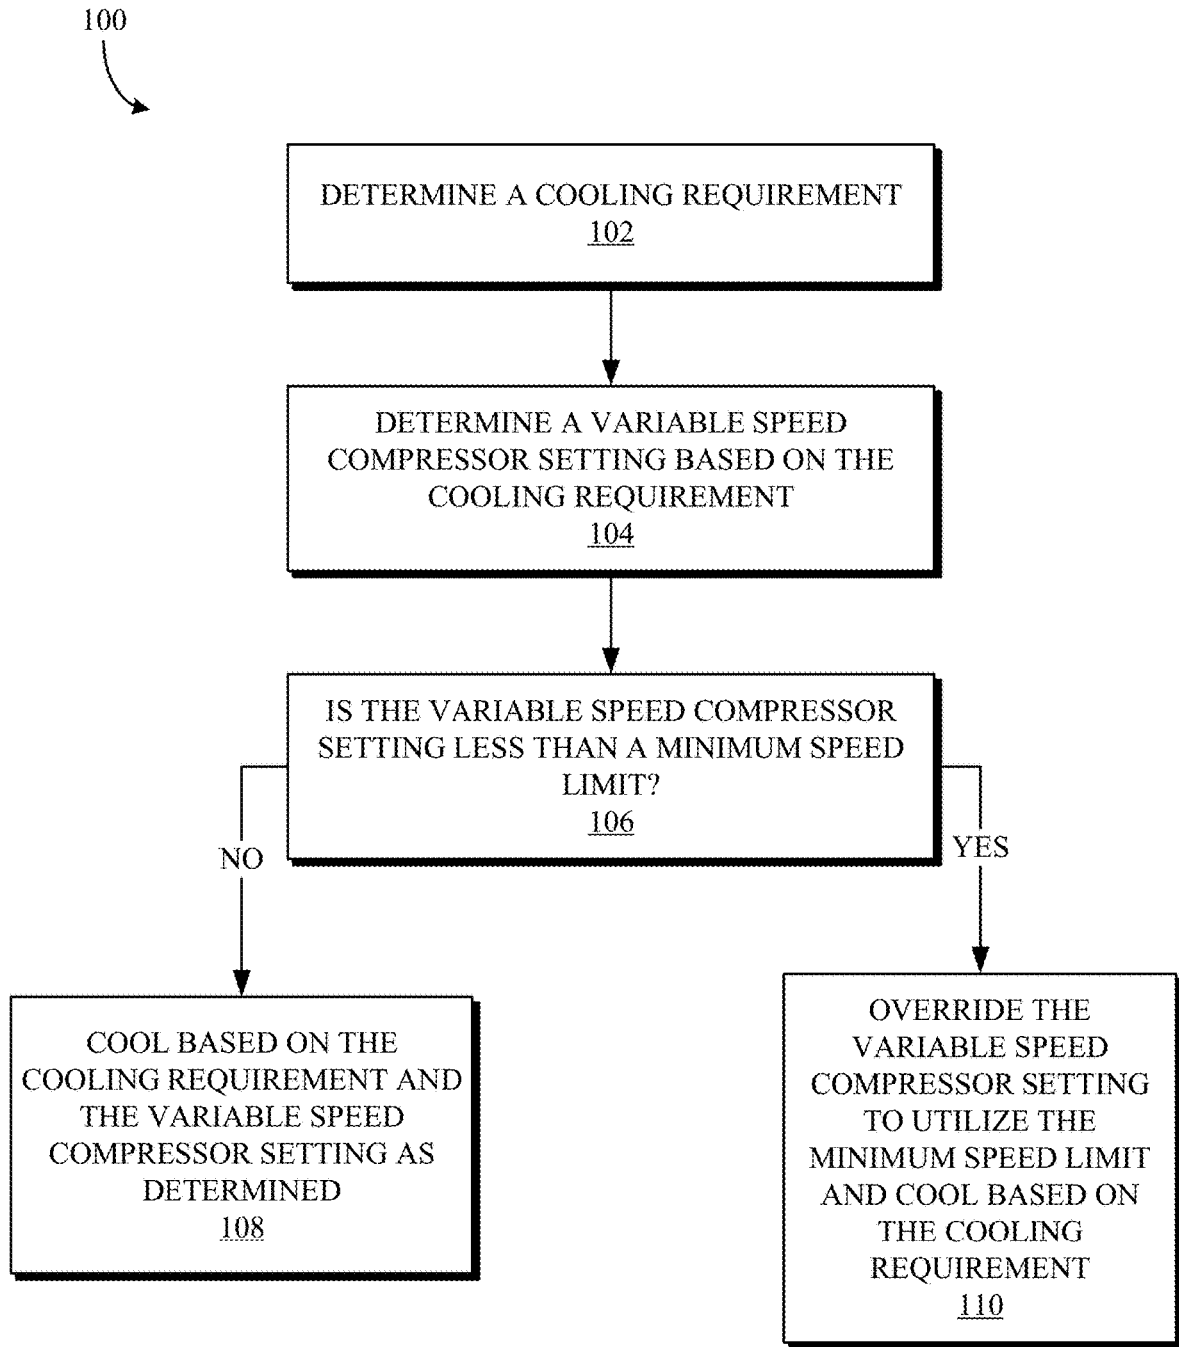 100
DETERMINE A COOLING REQUIREMENT
102
DETERMINE A VARIABLE SPEED
COMPRESSOR SETTING BASED ON THE
COOLING REQUIREMENT
104
IS THE VARIABLE SPEED COMPRESSOR
SETTING LESS THAN A MINIMUM SPEED
LIMIT?
106
NO
YES
COOL BASED ON THE
COOLING REQUIREMENT AND
THE VARIABLE SPEED
COMPRESSOR SETTING AS
DETERMINED
108
OVERRIDE THE
VARIABLE SPEED
COMPRESSOR SETTING
TO UTILIZE THE
MINIMUM SPEED LIMIT
AND COOL BASED ON
THE COOLING
REQUIREMENT
110